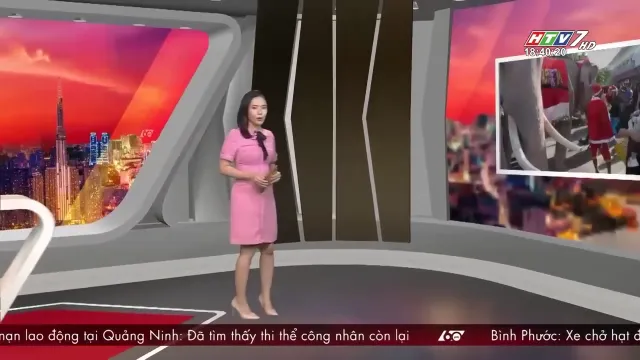 HTV7 HD
18:40:20
nạn lao động tại Quảng Ninh: Đã tìm thấy thi thể công nhân còn lại 60 Bình Phước: Xe chở hạt đ